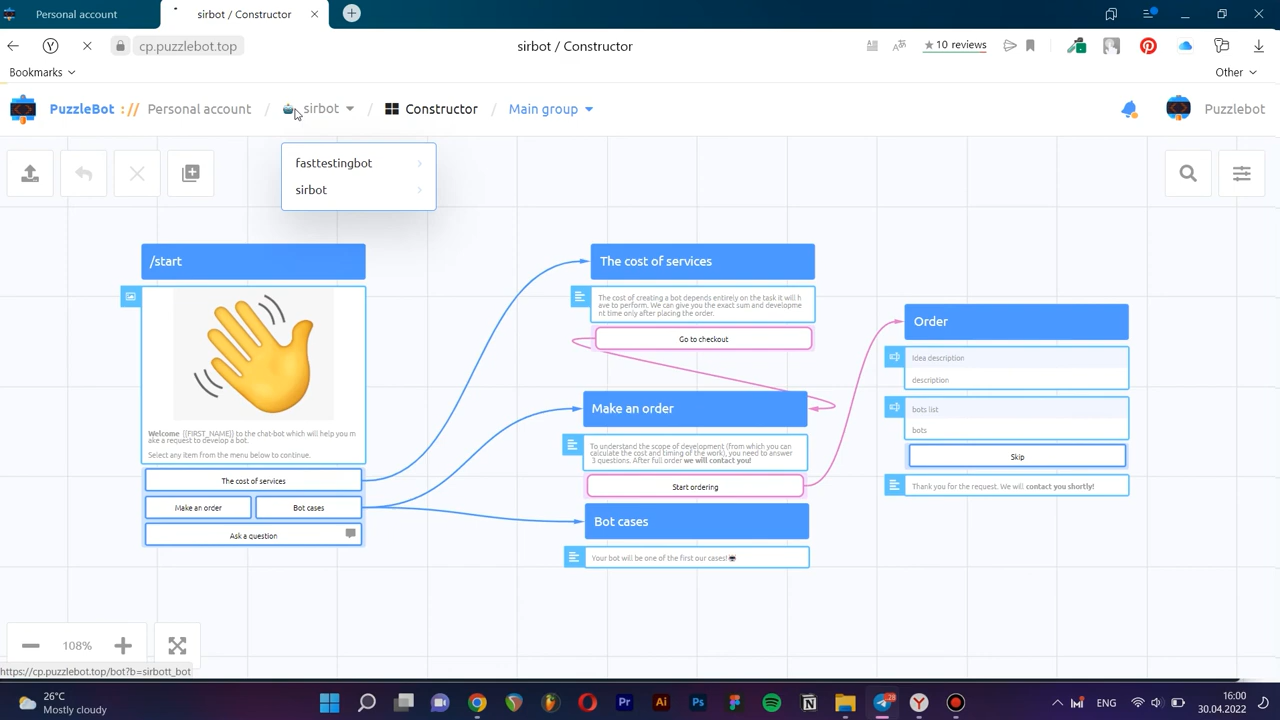 Personal account
sirbot / Constructor
cp.puzzlebot.top
sirbot / Constructor
★ 10 reviews
Bookmarks
Other
PuzzleBot :// Personal account / sirbot / Constructor / Main group
Puzzlebot
fasttestingbot
sirbot
/start
Welcome {{FIRST_NAME}} to the chat-bot which will help you m
ake a request to develop a bot.
Select any item from the menu below to continue.
The cost of services
Make an order
Bot cases
Ask a question
The cost of services
The cost of creating a bot depends entirely on the task it will h
ave to perform. We can give you the exact sum and developme
nt time only after placing the order.
Go to checkout
Make an order
To understand the scope of development (from which you can
calculate the cost and timing of the work), you need to answer
3 questions. After full order we will contact you!
Start ordering
Bot cases
Your bot will be one of the first our cases!
Order
Idea description
description
bots list
bots
Skip
Thank you for the request. We will contact you shortly!
108%
https://cp.puzzlebot.top/bot?b=sirbott_bot
26°C
Mostly cloudy
Pr
Ai
Ps
28
ENG
16:00
30.04.2022